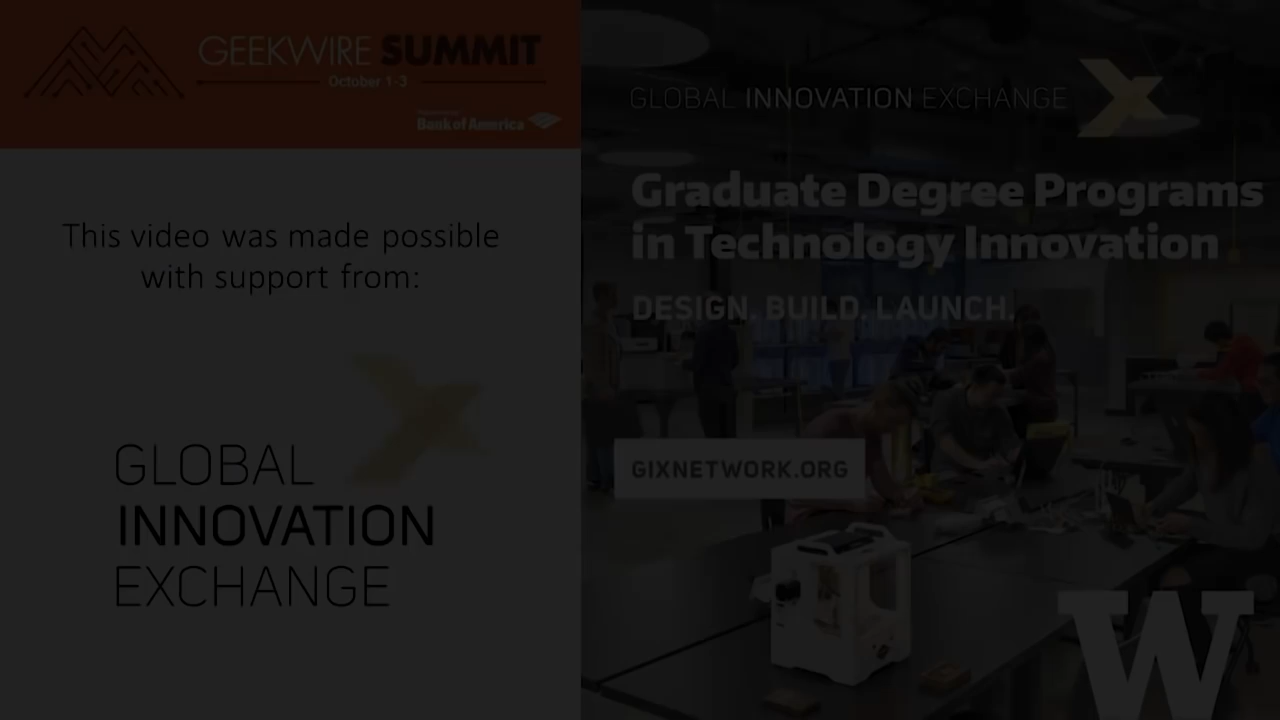 GEEKWIRE SUMMIT
October 1-3
Bank of America
This video was made possible
with support from:
GLOBAL
INNOVATION
EXCHANGE
GLOBAL INNOVATION EXCHANGE
Graduate Degree Programs
in Technology Innovation
DESIGN. BUILD. LAUNCH.
GIXNETWORK.ORG
W